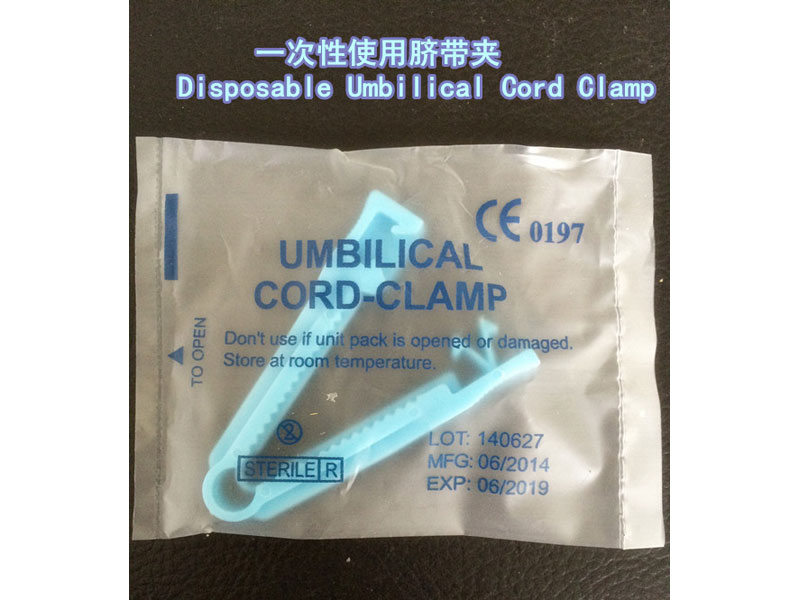 一次性使用脐带夹
Disposable Umbilical Cord Clamp
CE 0197
UMBILICAL
CORD-CLAMP
Don't use if unit pack is opened or damaged.
Store at room temperature.
TO OPEN
2
STERILE R
LOT: 140627
MFG: 06/2014
EXP: 06/2019